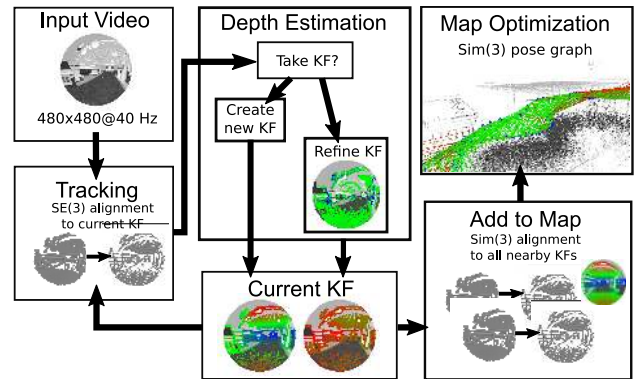 Input Video
480x480@40 Hz
Tracking
SE(3) alignment
to current KF
Depth Estimation
Take KF?
Create
new KF
Refine KF
Current KF
Map Optimization
Sim(3) pose graph
Add to Map
Sim(3) alignment
to all nearby KFs